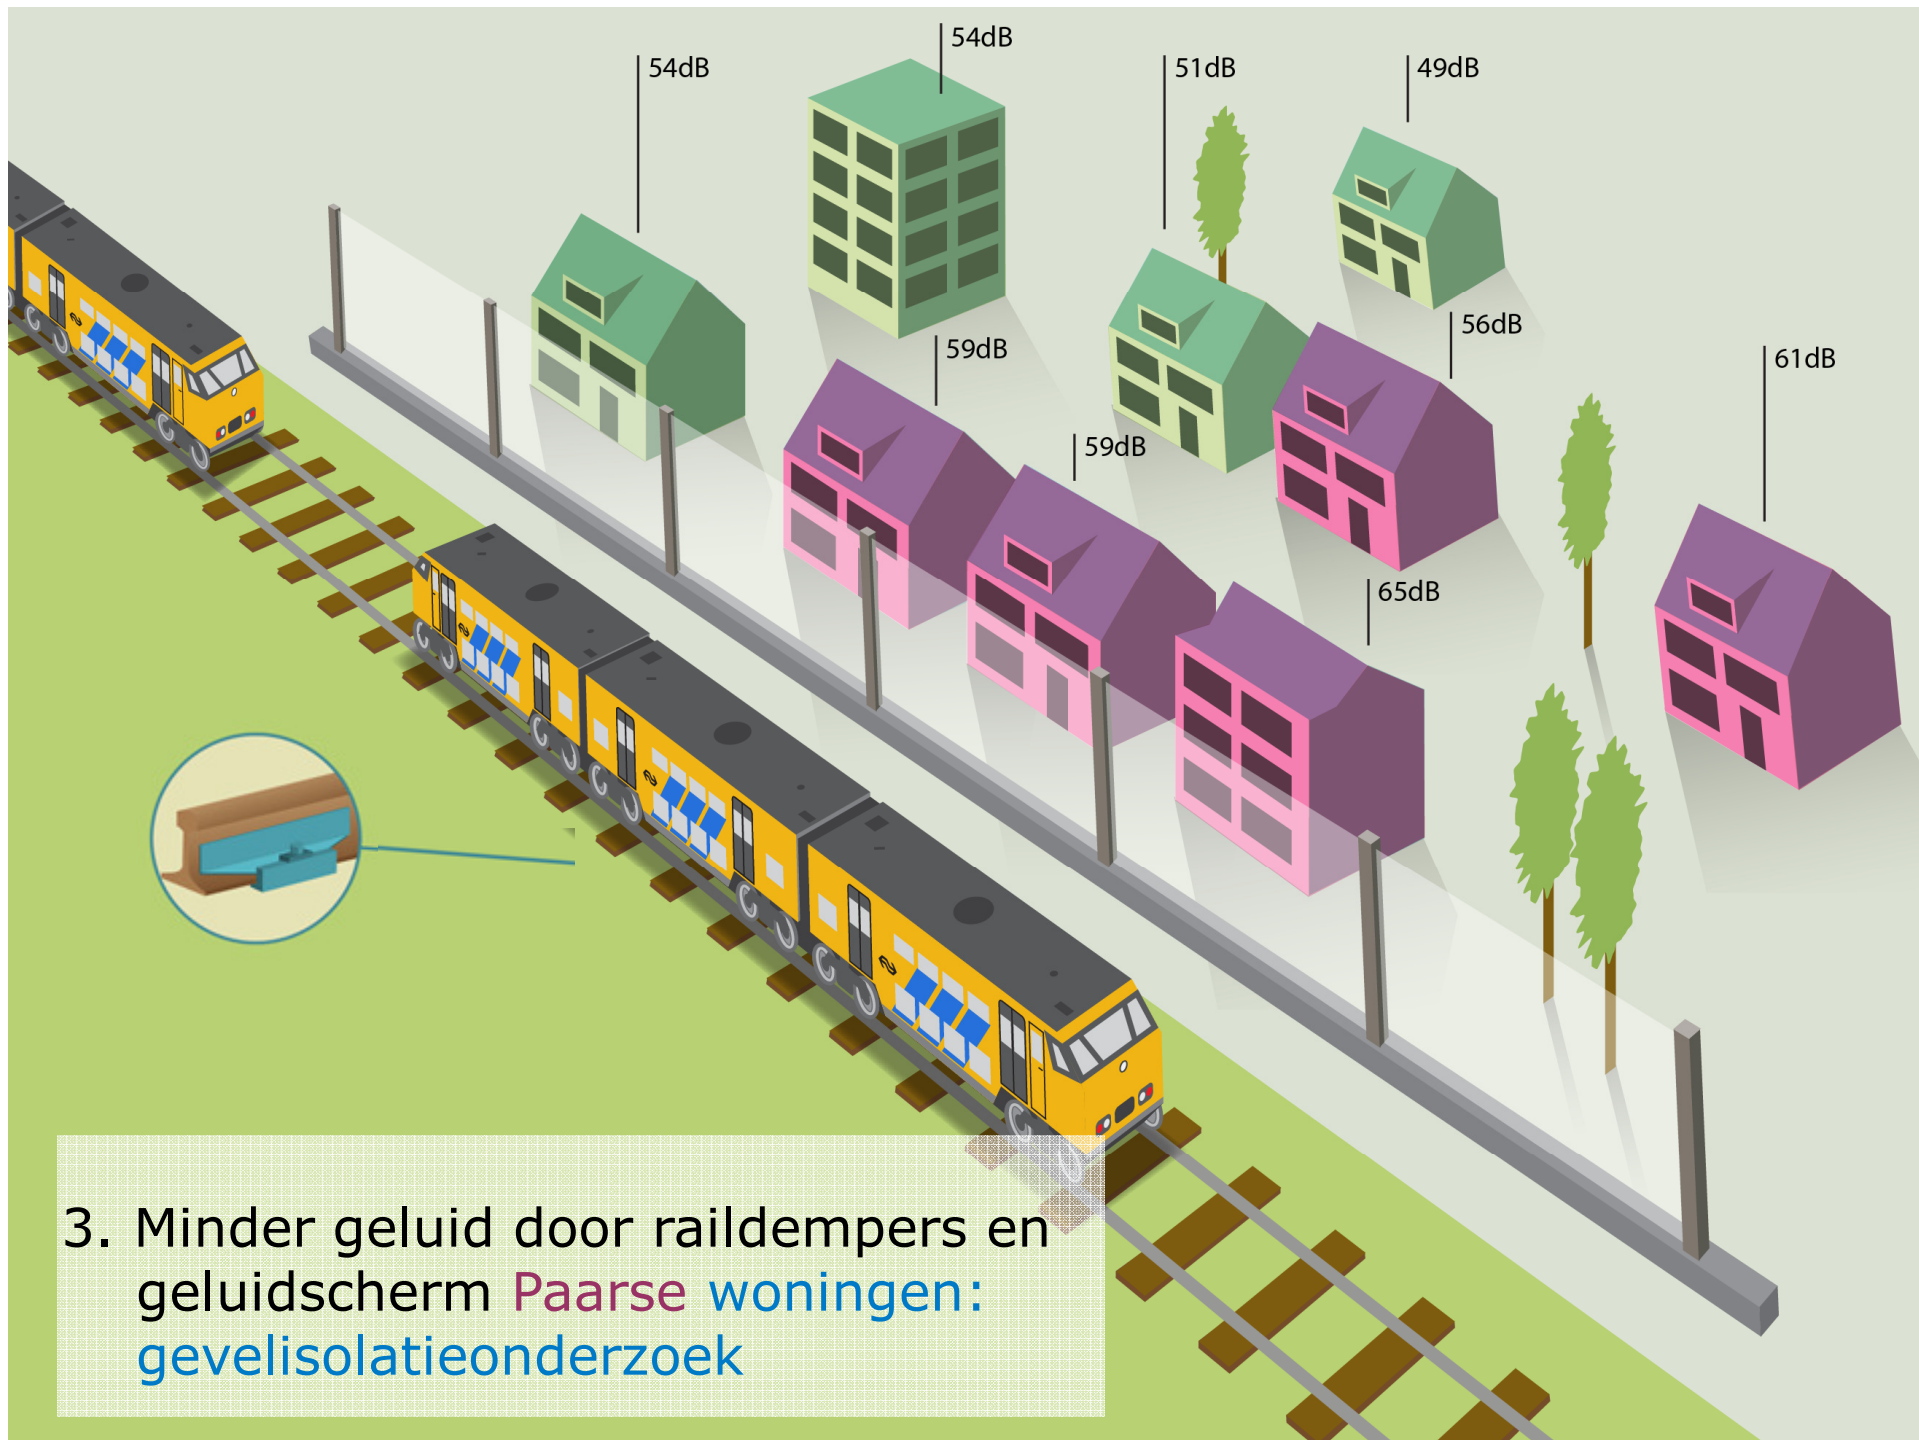 54dB
54dB
51dB
49dB
59dB
56dB
61dB
59dB
65dB
3. Minder geluid door raildempers en
geluidscherm Paarse woningen:
gevelisolatieonderzoek